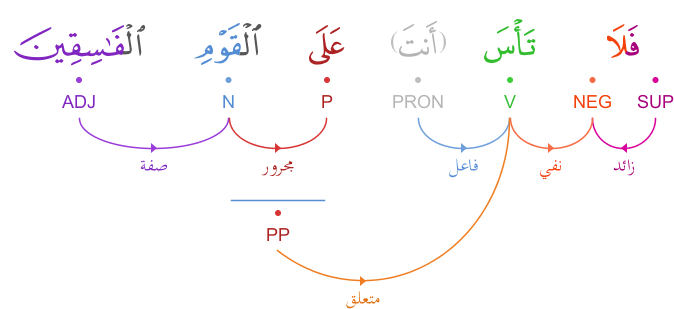 فَلَا تَأْسَ (أَنتَ) عَلَى ٱلْقَوْمِ ٱلْفَٰسِقِينَ
ADJ N P PRON V NEG SUP
صفة مجرور فاعل نفي زائد
PP
متعلق